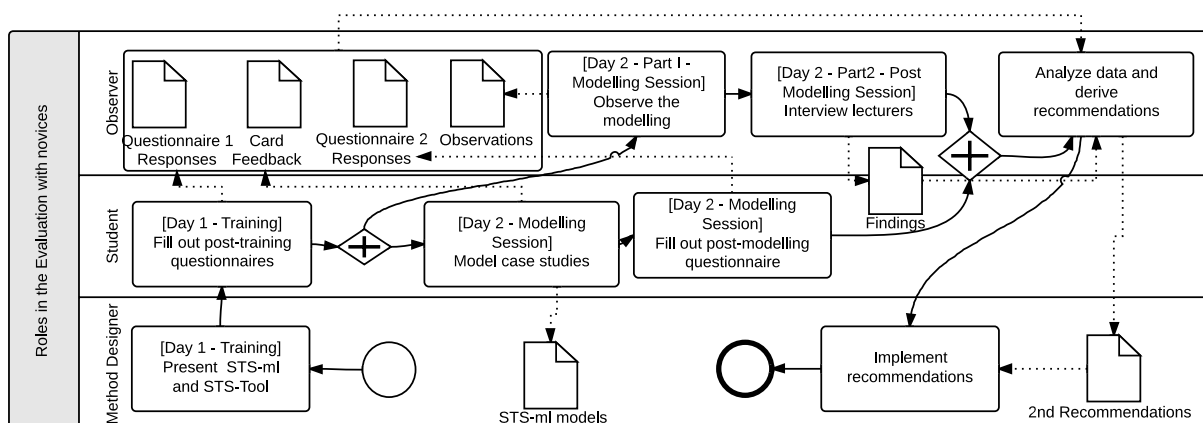 Roles in the Evaluation with novices
Observer
Questionnaire 1
Responses
Card
Feedback
Questionnaire 2
Responses
Observations
[Day 2 - Part I -
Modelling Session]
Observe the
modelling
[Day 2 - Part2 - Post
Modelling Session]
Interview lecturers
Analyze data and
derive
recommendations
Findings
Student
[Day 1 - Training]
Fill out post-training
questionnaires
[Day 2 - Modelling
Session]
Model case studies
[Day 2 - Modelling
Session]
Fill out post-modelling
questionnaire
Method Designer
[Day 1 - Training]
Present STS-ml
and STS-Tool
STS-ml models
Implement
recommendations
2nd Recommendations